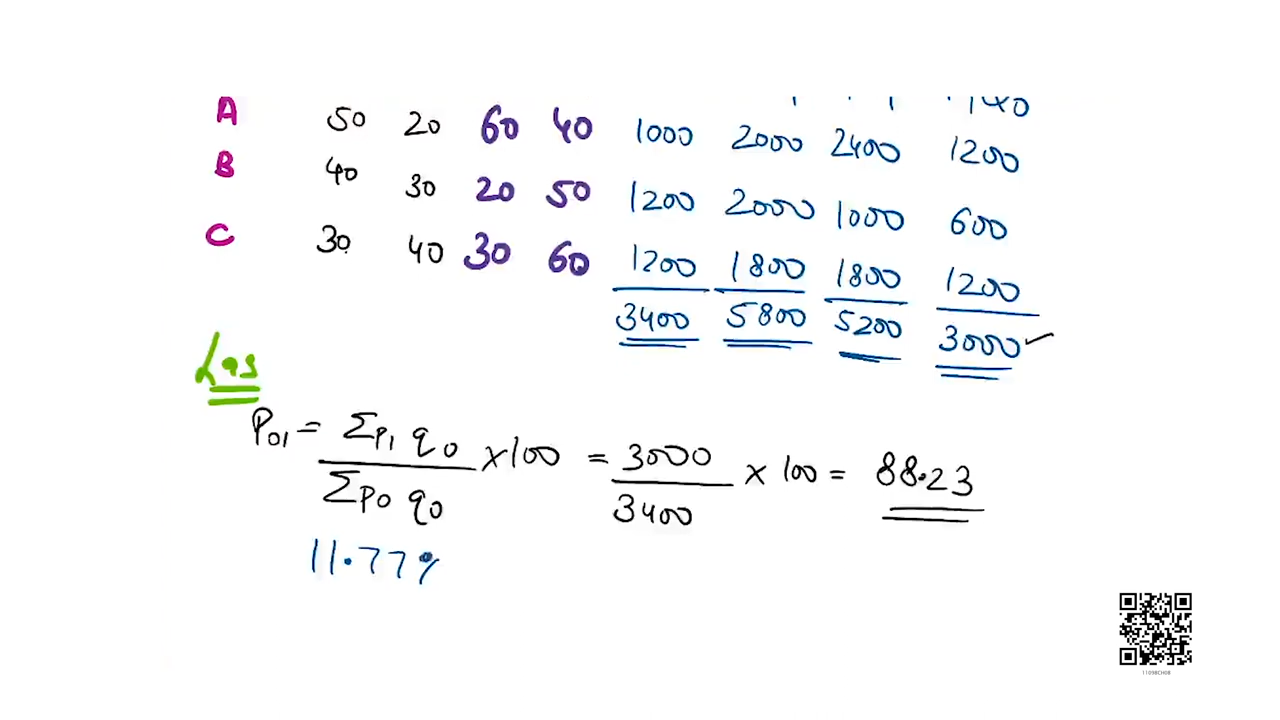 A 50 20 60 40 1000 2000 2400 1200
B 40 30 20 50 1200 2000 1000 600
C 30 40 30 60 1200 1800 1800 1200
3400 5800 5200 3000 ✓
Las
P01 = ΣP1 q0 / ΣP0 q0 × 100 = 3000 / 3400 × 100 = 88.23
11.77%
11098CH08